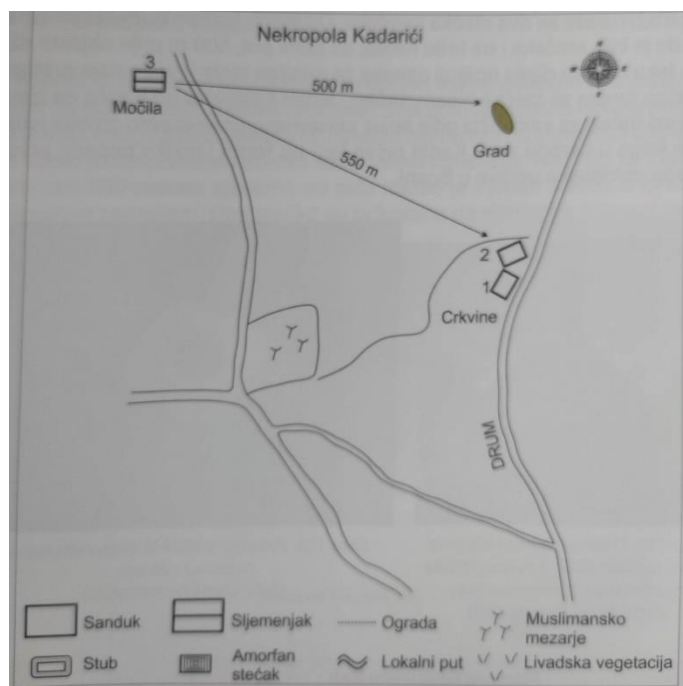 Nekropola Kadarići
3
Močila
500 m
Grad
550 m
2
1
Crkvine
DRUM
Sanduk
Sljemenjak
Ograda
Muslimansko
mezarje
Stub
Amorfan
stećak
Lokalni put
Livadska vegetacija